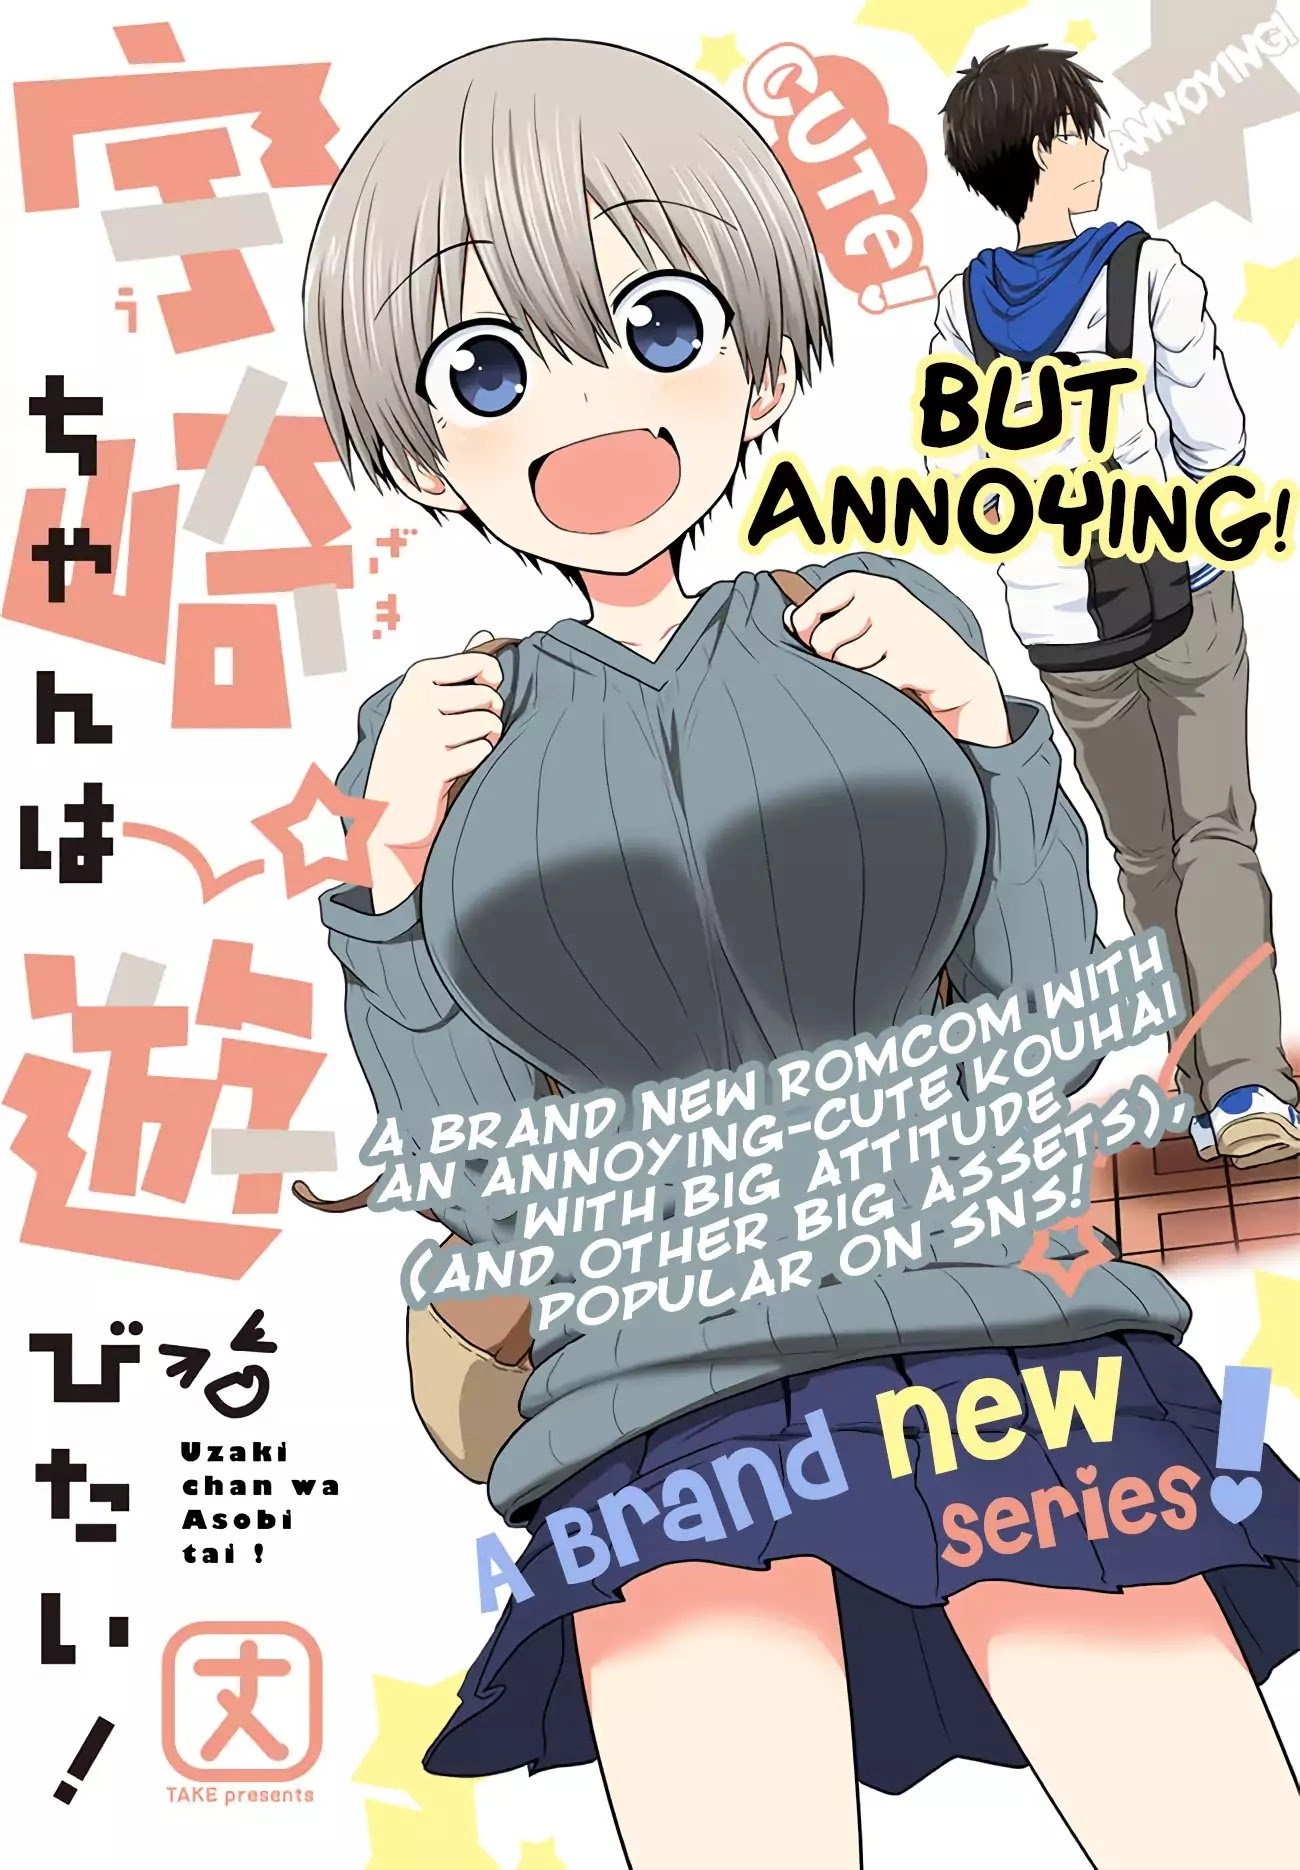 宇崎ちゃんは遊びたい!
う
ざき
Uzaki
chan wa
Asobi
tai !
丈
TAKE presents
CUTe!
ANNOYING!
BUT
ANNOYING!
A BRAND NEW ROMCOM WITH
AN ANNOYING-CUTE KOUHAI
WITH BIG ATTITUDE
(AND OTHER BIG ASSETS),
POPULAR ON SNS!
A Brand new
series!